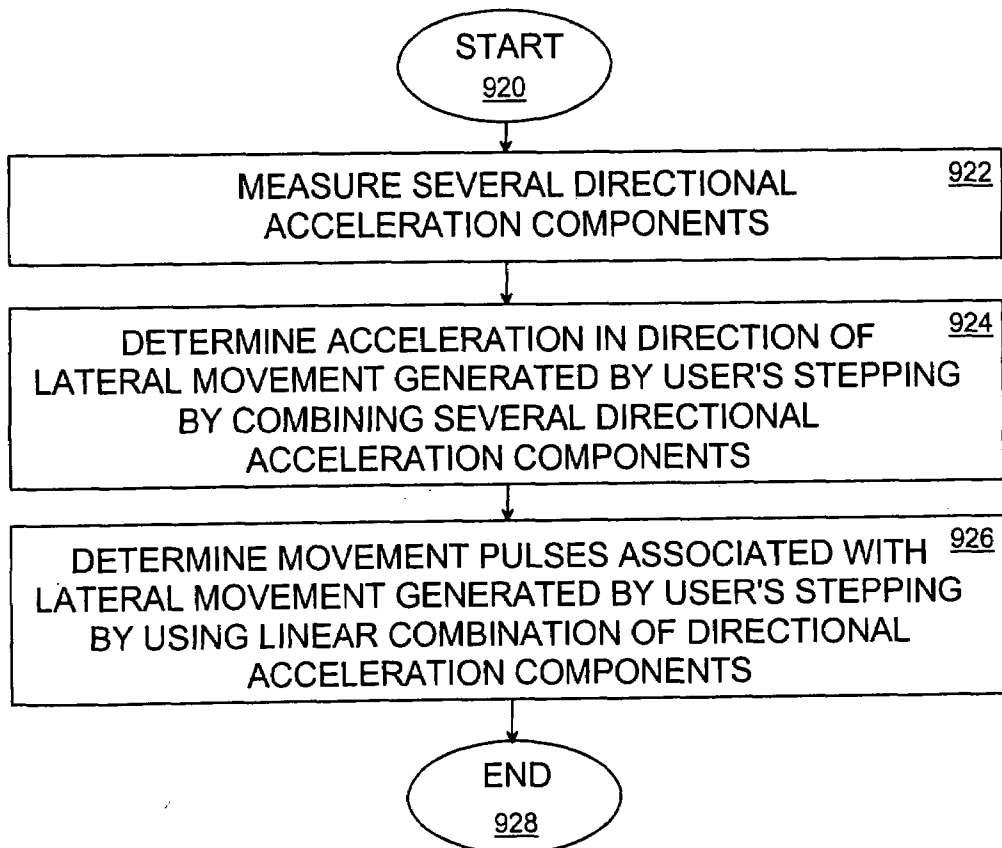 START
920
MEASURE SEVERAL DIRECTIONAL
ACCELERATION COMPONENTS
922
DETERMINE ACCELERATION IN DIRECTION OF
LATERAL MOVEMENT GENERATED BY USER'S STEPPING
BY COMBINING SEVERAL DIRECTIONAL
ACCELERATION COMPONENTS
924
DETERMINE MOVEMENT PULSES ASSOCIATED WITH
LATERAL MOVEMENT GENERATED BY USER'S STEPPING
BY USING LINEAR COMBINATION OF DIRECTIONAL
ACCELERATION COMPONENTS
926
END
928